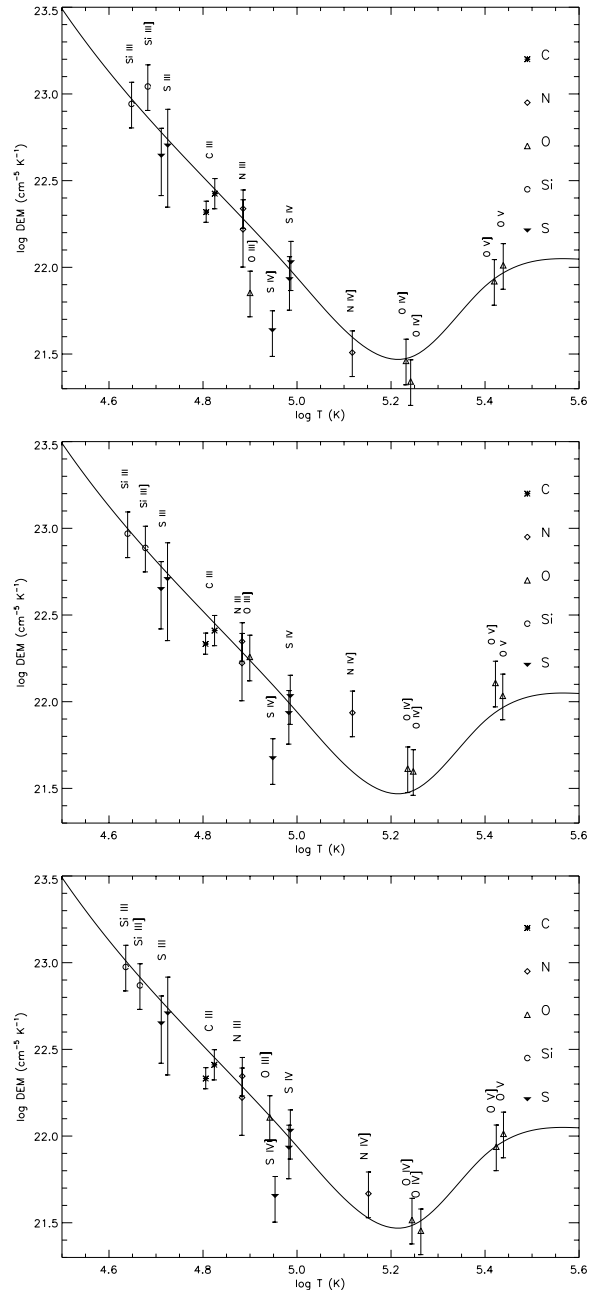 23.5
Si III
Si III]
S III
C
N
23.0
O
Si
C III
S
N III
log DEM (cm⁻⁵ K⁻¹)
22.5
S IV
O III]
O V]
O V
22.0
S IV]
N IV]
O IV]
O IV]
21.5
4.6 4.8 5.0 5.2 5.4 5.6
log T (K)
23.5
Si III
Si III]
S III
C
N
23.0
O
Si
C III
S
N III
O III]
log DEM (cm⁻⁵ K⁻¹)
22.5
S IV
O V]
O V
N IV]
22.0
S IV]
O IV]
O IV]
21.5
4.6 4.8 5.0 5.2 5.4 5.6
log T (K)
23.5
Si III
Si III]
S III
C
N
23.0
O
Si
C III
S
N III
log DEM (cm⁻⁵ K⁻¹)
22.5
O III]
S IV
O V]
O V
22.0
S IV]
N IV]
O IV]
O IV]
21.5
4.6 4.8 5.0 5.2 5.4 5.6
log T (K)